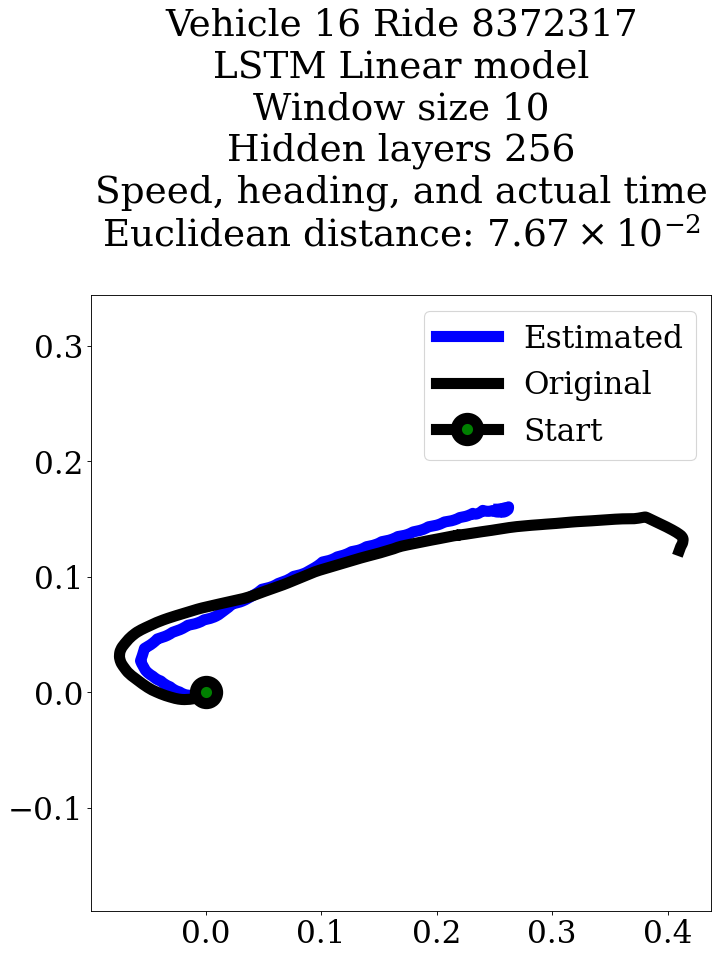 Vehicle 16 Ride 8372317
LSTM Linear model
Window size 10
Hidden layers 256
Speed, heading, and actual time
Euclidean distance: 7.67 × 10⁻²
Estimated
Original
Start
0.3
0.2
0.1
0.0
−0.1
0.0 0.1 0.2 0.3 0.4